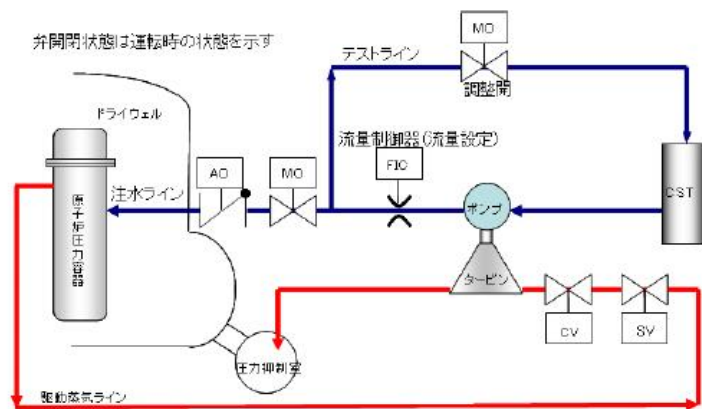 弁開閉状態は運転時の状態を示す
MO
テストライン
調整開
ドライウェル
流量制御器(流量設定)
FIC
AO
MO
注水ライン
原子炉圧力容器
ポンプ
CST
タービン
CV
SV
圧力抑制室
駆動蒸気ライン